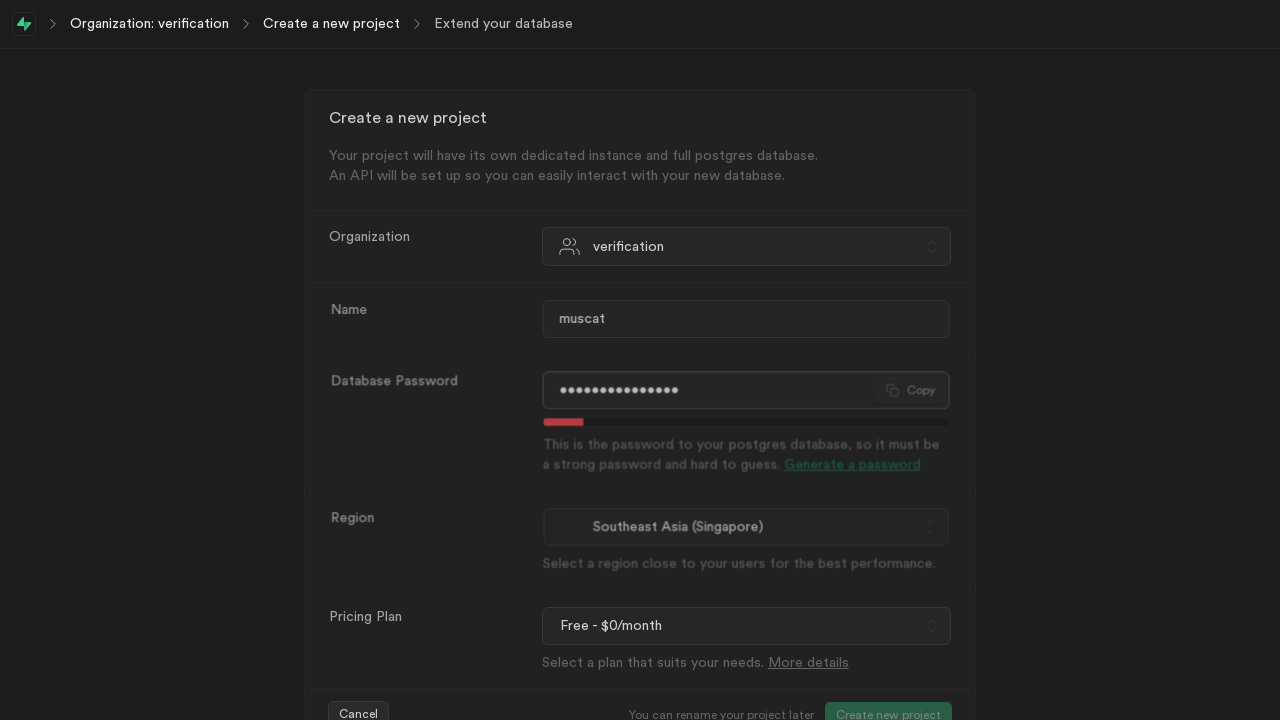 Organization: verification
Create a new project
Extend your database
Create a new project
Your project will have its own dedicated instance and full postgres database.
An API will be set up so you can easily interact with your new database.
Organization
verification
Name
muscat
Database Password
•••••••••••••••
Copy
This is the password to your postgres database, so it must be
a strong password and hard to guess. Generate a password
Region
Southeast Asia (Singapore)
Select a region close to your users for the best performance.
Pricing Plan
Free - $0/month
Select a plan that suits your needs. More details
Cancel
You can rename your project later
Create new project